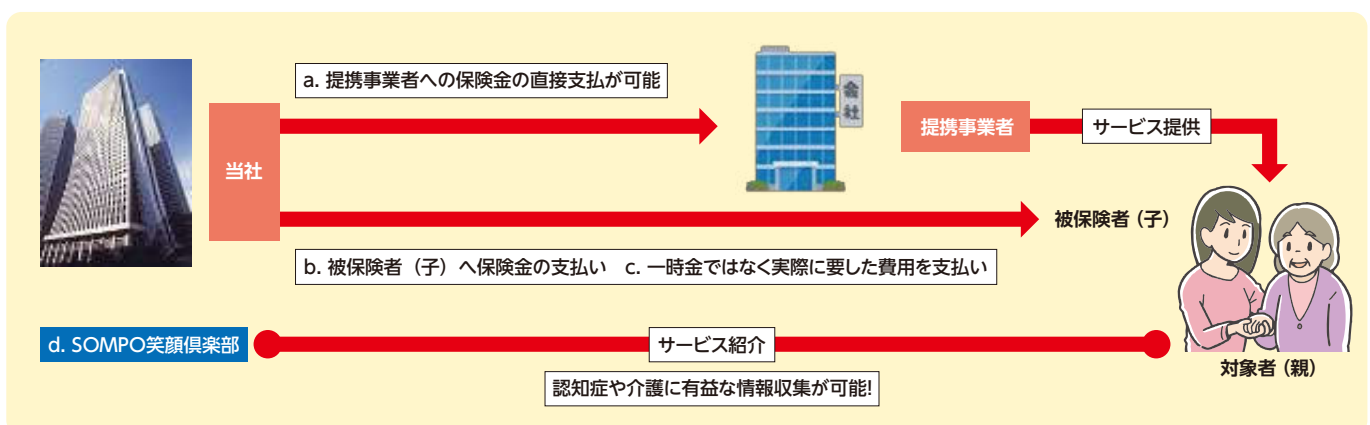 a. 提携事業者への保険金の直接支払が可能
会社
当社
提携事業者
サービス提供
被保険者（子）
b. 被保険者（子）へ保険金の支払い　c. 一時金ではなく実際に要した費用を支払い
d. SOMPO笑顔倶楽部
サービス紹介
対象者（親）
認知症や介護に有益な情報収集が可能!